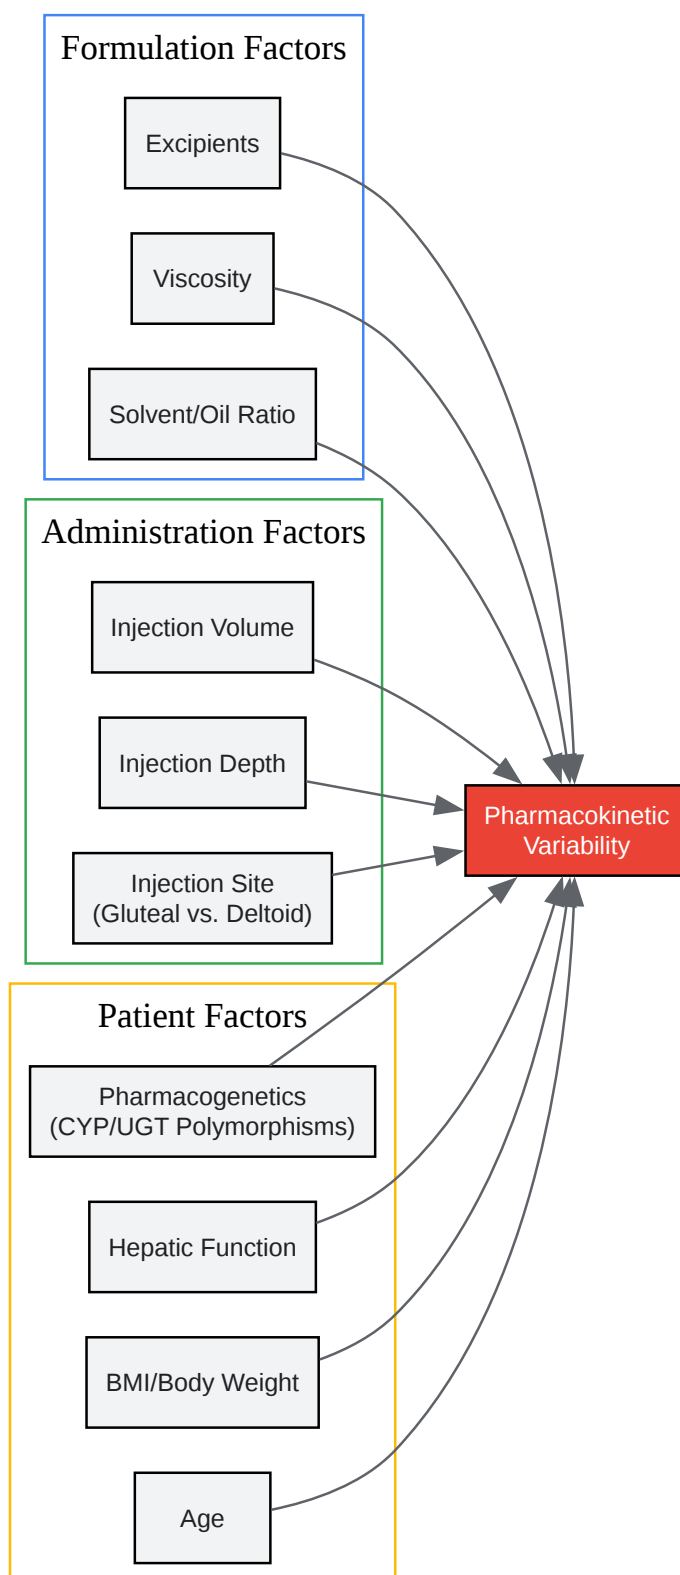 Formulation Factors
Excipients
Viscosity
Solvent/Oil Ratio
Administration Factors
Injection Volume
Injection Depth
Injection Site
(Gluteal vs. Deltoid)
Pharmacokinetic
Variability
Patient Factors
Pharmacogenetics
(CYP/UGT Polymorphisms)
Hepatic Function
BMI/Body Weight
Age